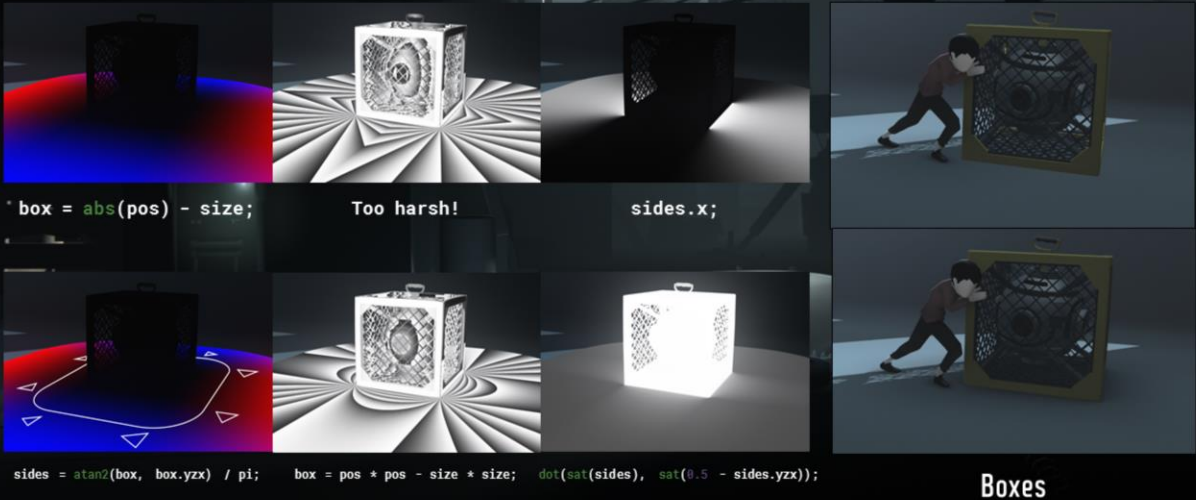 box = abs(pos) - size;
Too harsh!
sides.x;
sides = atan2(box, box.yzx) / pi;
box = pos * pos - size * size;
dot(sat(sides), sat(0.5 - sides.yzx));
Boxes